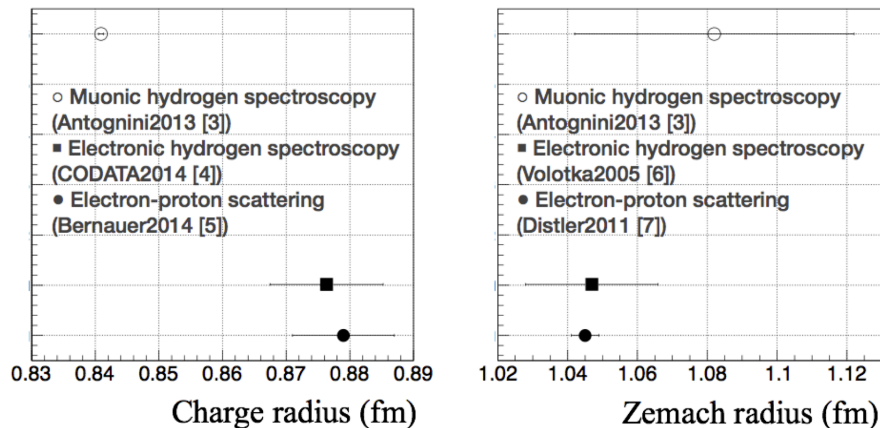 ○ Muonic hydrogen spectroscopy
(Antognini2013 [3])
■ Electronic hydrogen spectroscopy
(CODATA2014 [4])
● Electron-proton scattering
(Bernauer2014 [5])
0.83 0.84 0.85 0.86 0.87 0.88 0.89
Charge radius (fm)
○ Muonic hydrogen spectroscopy
(Antognini2013 [3])
■ Electronic hydrogen spectroscopy
(Volotka2005 [6])
● Electron-proton scattering
(Distler2011 [7])
1.02 1.04 1.06 1.08 1.1 1.12
Zemach radius (fm)